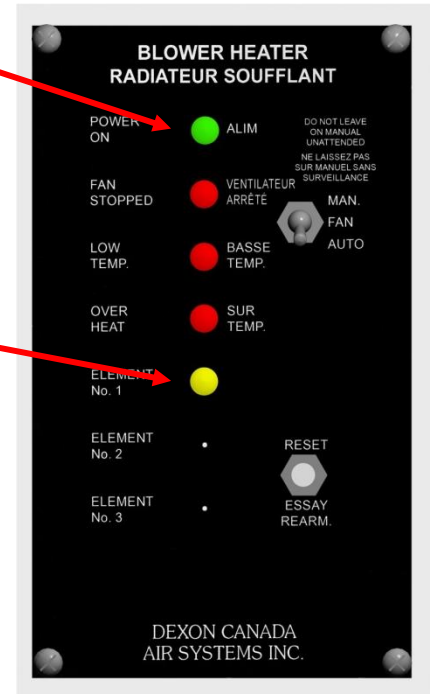 BLOWER HEATER
RADIATEUR SOUFFLANT
POWER
ON
ALIM
DO NOT LEAVE
ON MANUAL
UNATTENDED
NE LAISSEZ PAS
SUR MANUEL SANS
SURVEILLANCE
FAN
STOPPED
VENTILATEUR
ARRÊTÉ
MAN.
FAN
AUTO
LOW
TEMP.
BASSE
TEMP.
OVER
HEAT
SUR
TEMP.
ELEMENT
No. 1
ELEMENT
No. 2
RESET
ELEMENT
No. 3
ESSAY
REARM.
DEXON CANADA
AIR SYSTEMS INC.